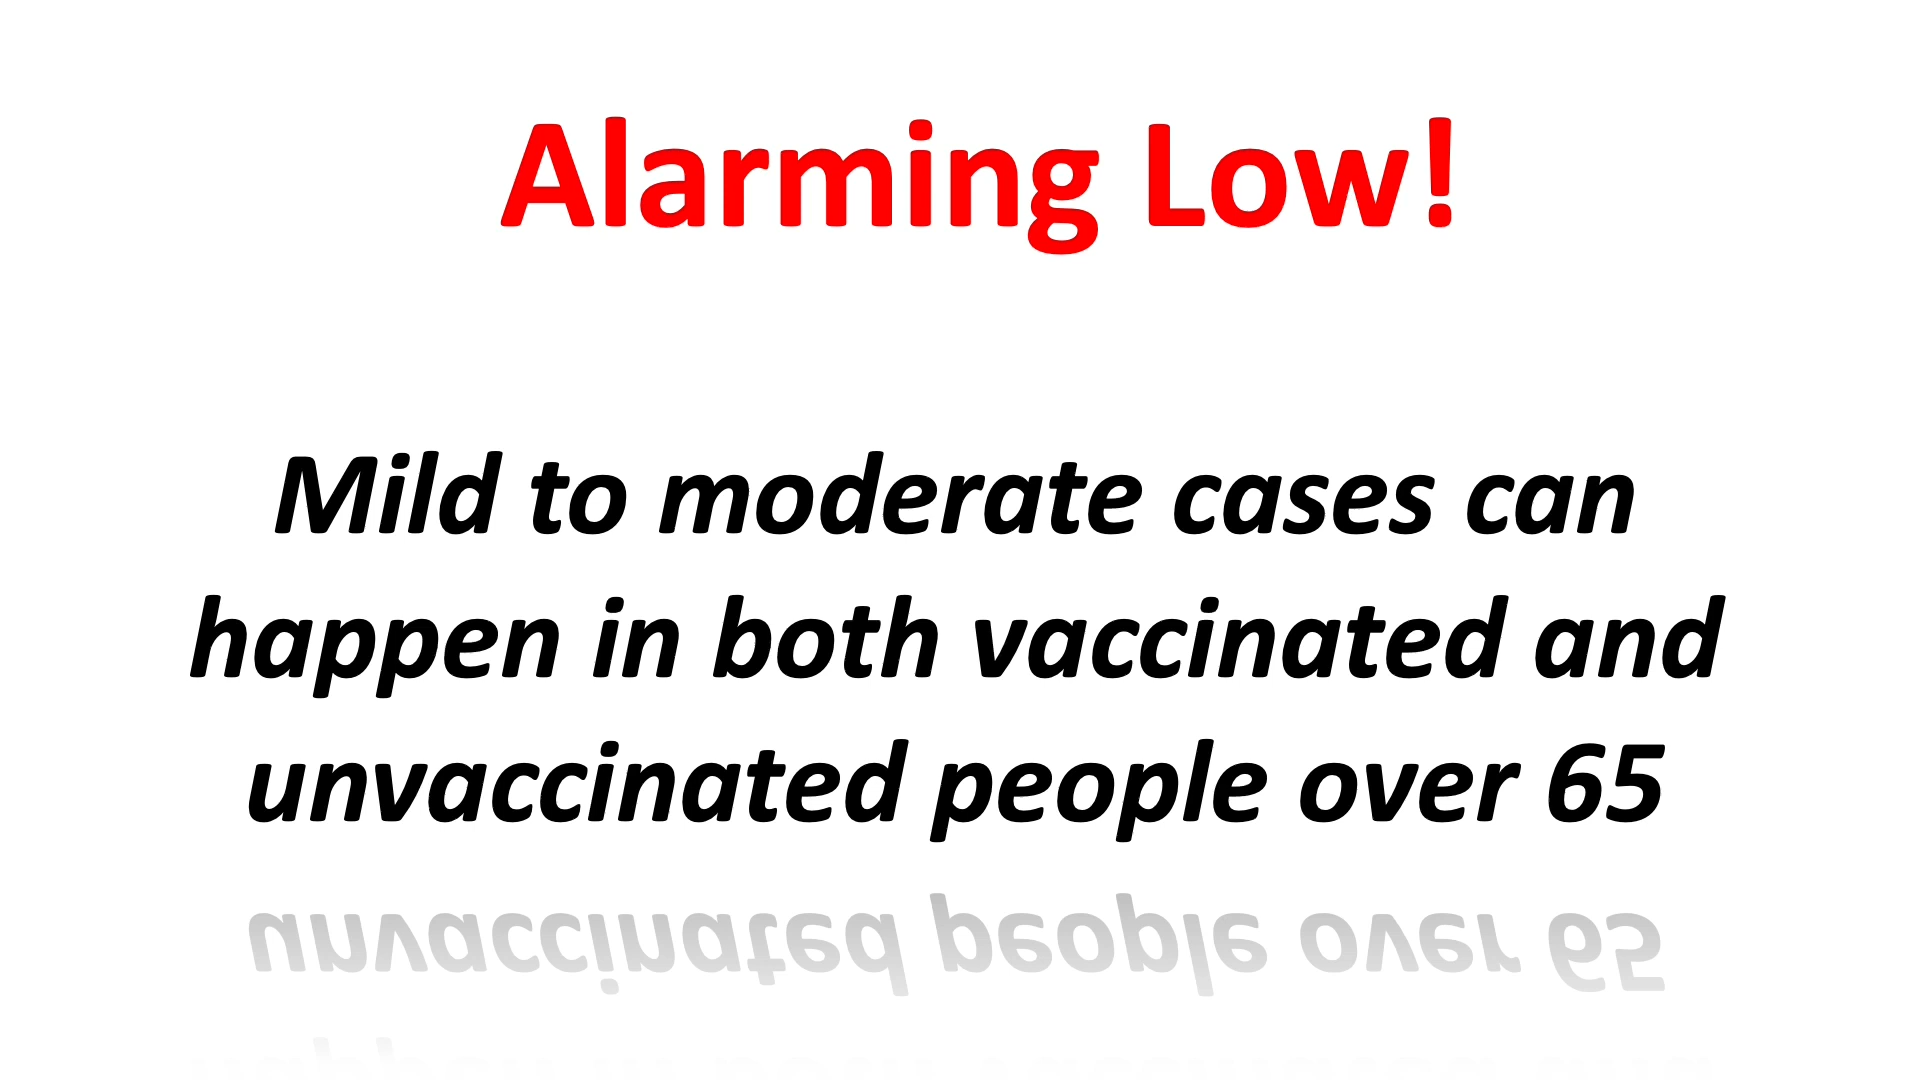 Alarming Low!
Mild to moderate cases can
happen in both vaccinated and
unvaccinated people over 65